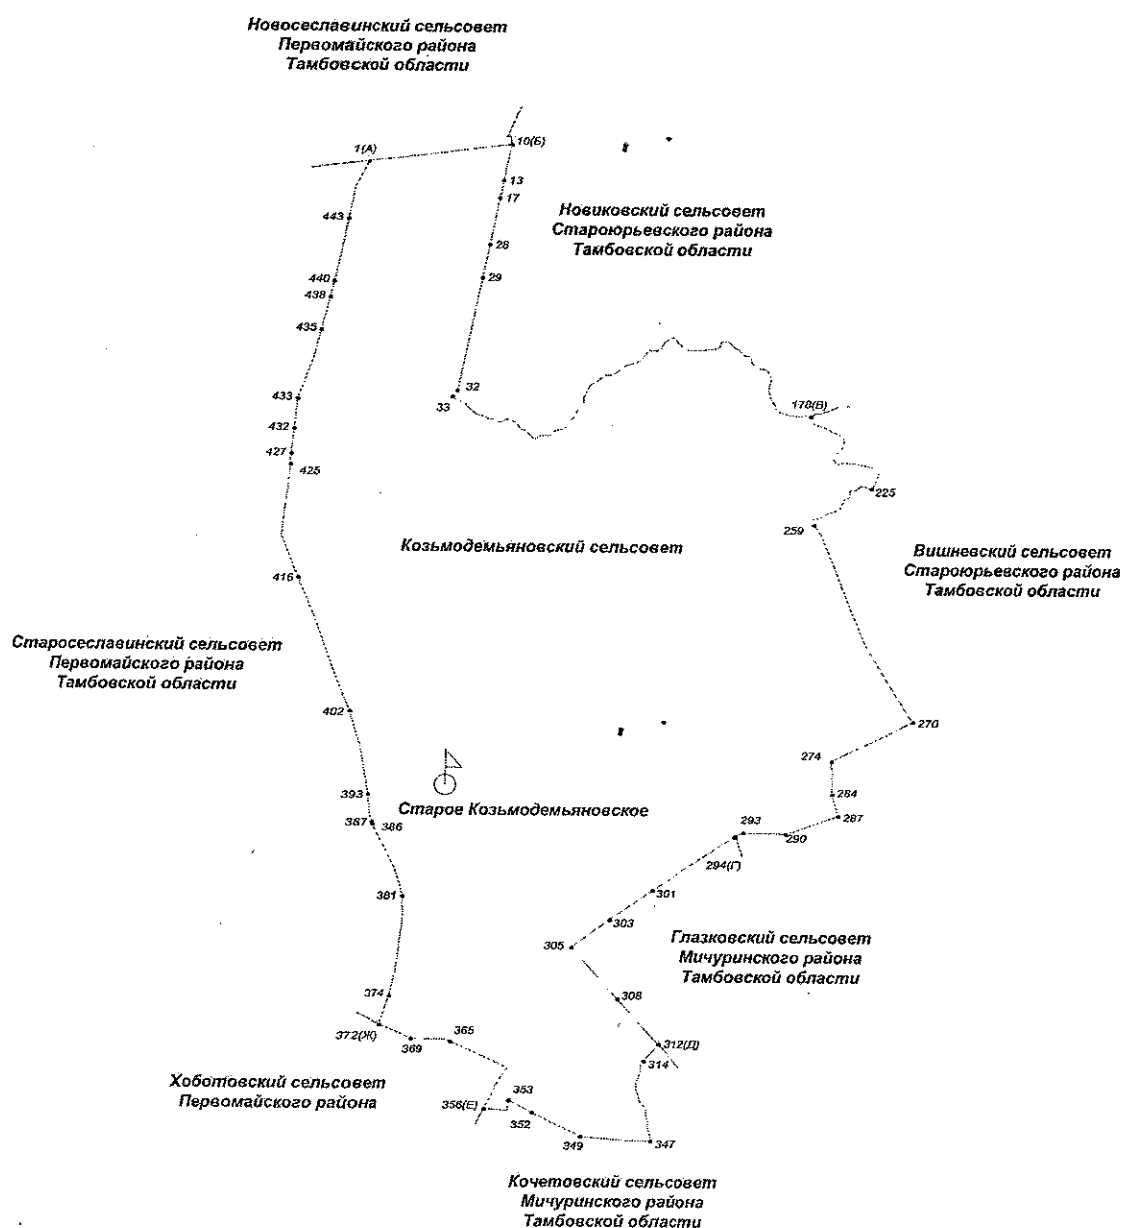 Новосеславинский сельсовет
Первомайского района
Тамбовской области
10(Б)
1(А)
13
17
Новиковский сельсовет
Староюрьевского района
Тамбовской области
443
28
29
440
438
435
32
33
433
178(В)
432
427
425
225
259
Козьмодемьяновский сельсовет
Вишневский сельсовет
Староюрьевского района
Тамбовской области
416
Старосеславинский сельсовет
Первомайского района
Тамбовской области
402
270
274
393
284
Старое Козьмодемьяновское
287
387
386
293
290
294(Г)
381
301
303
305
Глазковский сельсовет
Мичуринского района
Тамбовской области
374
308
372(Ж)
369
365
312(Д)
314
Хоботовский сельсовет
Первомайского района
353
356(Е)
352
349
347
Кочетовский сельсовет
Мичуринского района
Тамбовской области